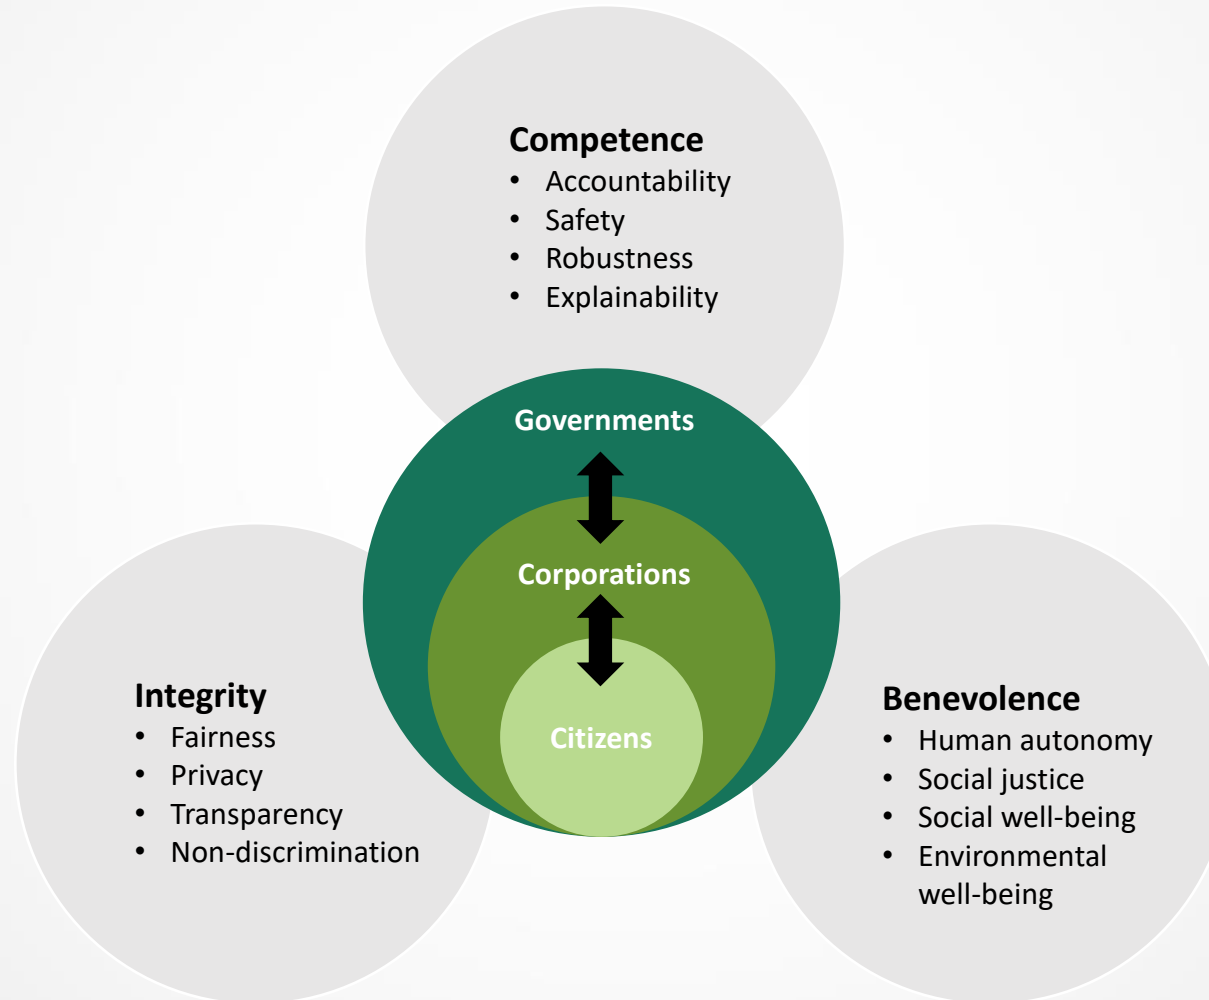 Competence
• Accountability
• Safety
• Robustness
• Explainability
Governments
Corporations
Citizens
Integrity
• Fairness
• Privacy
• Transparency
• Non-discrimination
Benevolence
• Human autonomy
• Social justice
• Social well-being
• Environmental
well-being